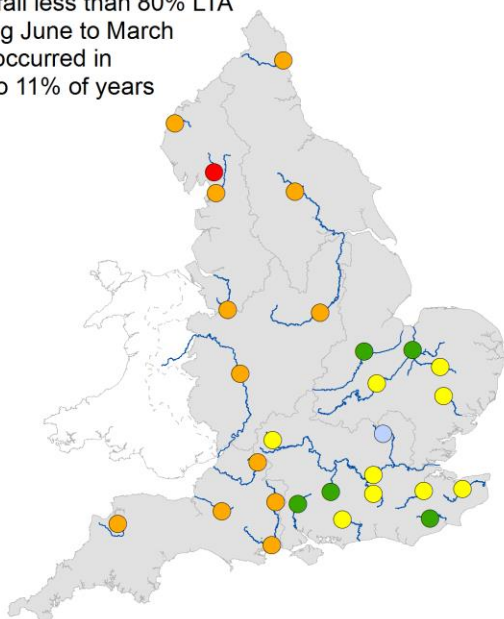 fall less than 80% LTA
g June to March
occurred in
o 11% of years